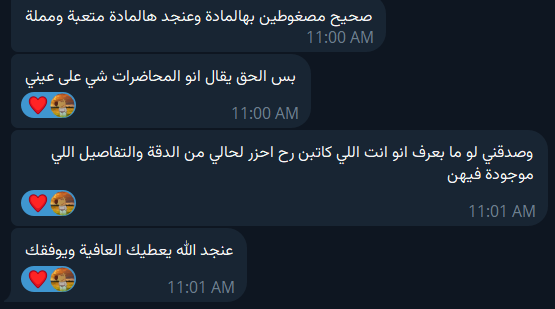 صحيح مضغوطين بهالمادة وعنجد هالمادة متعبة ومملة
11:00 AM
بس الحق يقال انو المحاضرات شي على عيني
11:00 AM
وصدقني لو ما بعرف انو انت اللي كاتبن رح احزر لحالي من الدقة والتفاصيل اللي
موجودة فيهن
11:01 AM
عنجد الله يعطيك العافية ويوفقك
11:01 AM